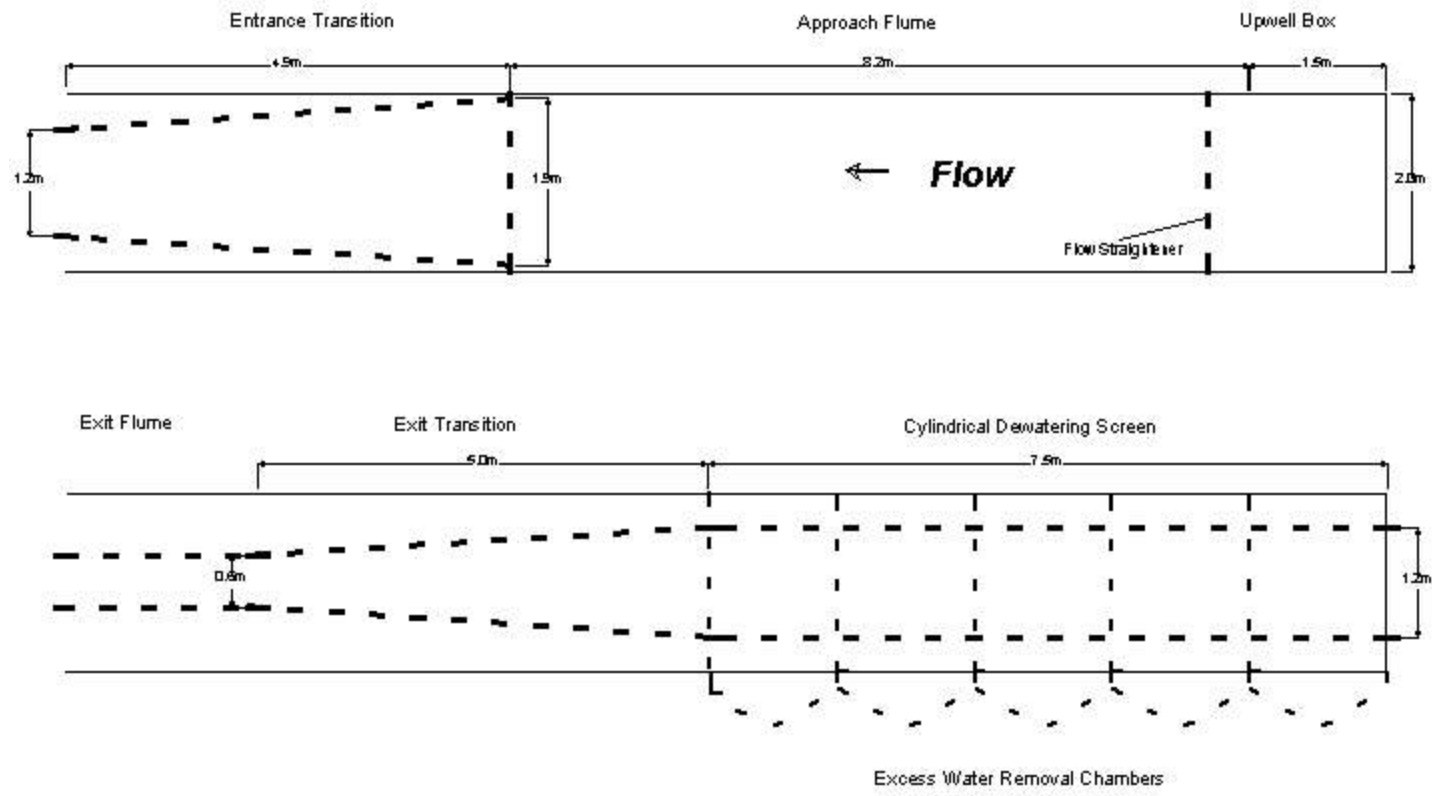 Entrance Transition
Approach Flume
Upwell Box
4.9m
8.2m
1.5m
1.2m
1.9m
Flow
2.0m
Flow Straightener
Exit Flume
Exit Transition
Cylindrical Dewatering Screen
5.0m
7.5m
0.6m
1.2m
Excess Water Removal Chambers